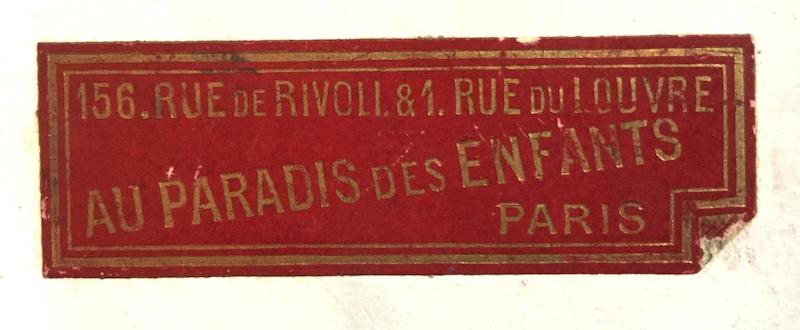 156. RUE DE RIVOLI. & 1. RUE DU LOUVRE
AU PARADIS DES ENFANTS
PARIS